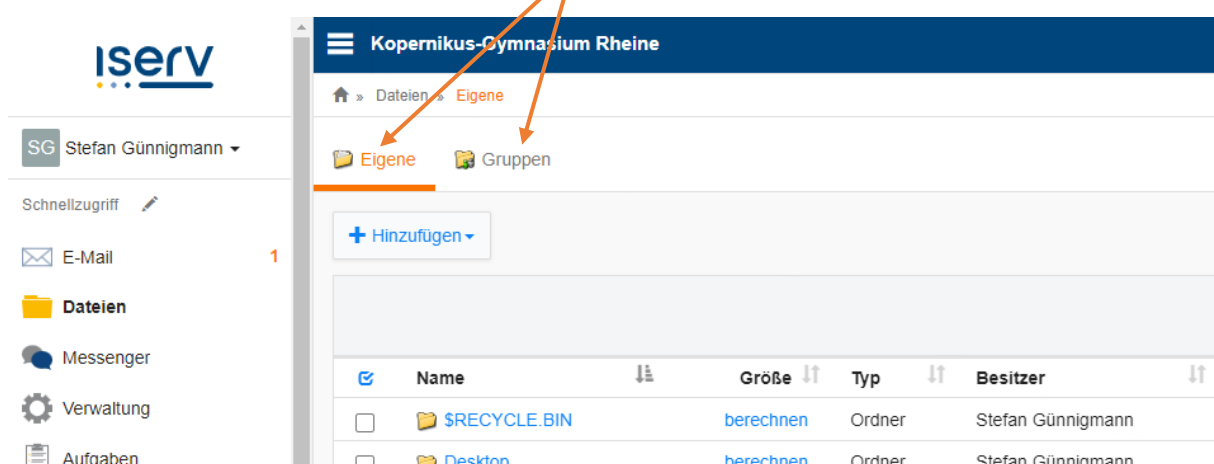 Iserv
SG Stefan Günnigmann
Schnellzugriff
E-Mail 1
Dateien
Messenger
Verwaltung
Aufgaben
Kopernikus-Gymnasium Rheine
» Dateien » Eigene
Eigene Gruppen
+ Hinzufügen
Name Größe Typ Besitzer
$RECYCLE.BIN berechnen Ordner Stefan Günnigmann
Desktop berechnen Ordner Stefan Günnigmann